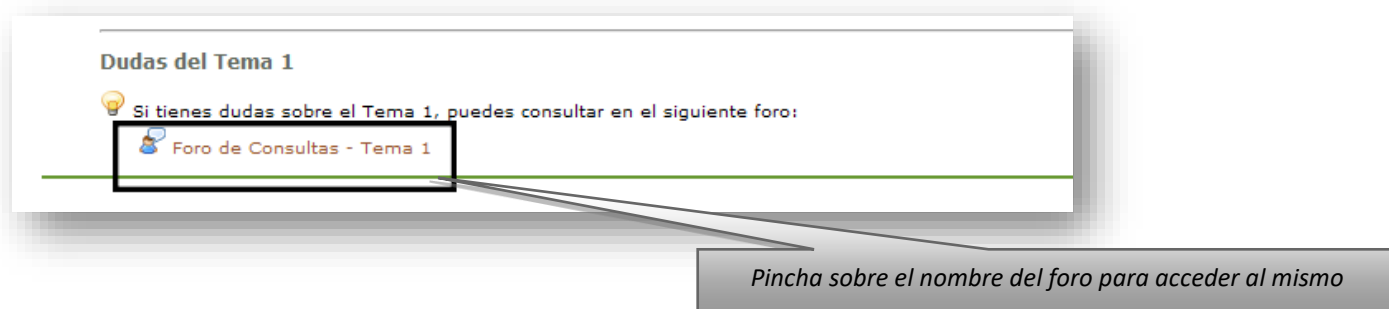 Dudas del Tema 1
Si tienes dudas sobre el Tema 1, puedes consultar en el siguiente foro:
Foro de Consultas - Tema 1
Pincha sobre el nombre del foro para acceder al mismo